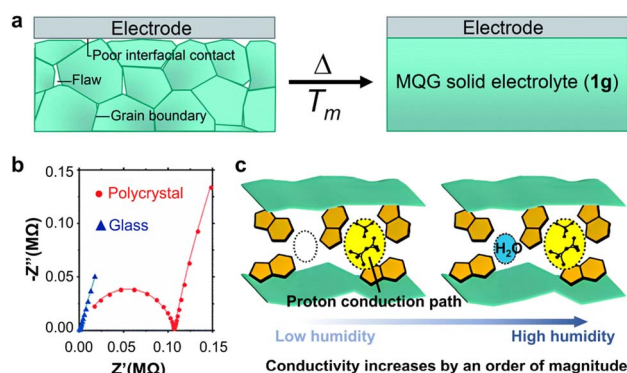 a
Electrode
Poor interfacial contact
Flaw
Grain boundary
Δ
Tm
Electrode
MQG solid electrolyte (1g)
b
-Z''(MΩ)
0.15
0.10
0.05
0.00
Polycrystal
Glass
0.00 0.05 0.10 0.15
Z'(MΩ)
c
H2O
Proton conduction path
Low humidity
High humidity
Conductivity increases by an order of magnitude